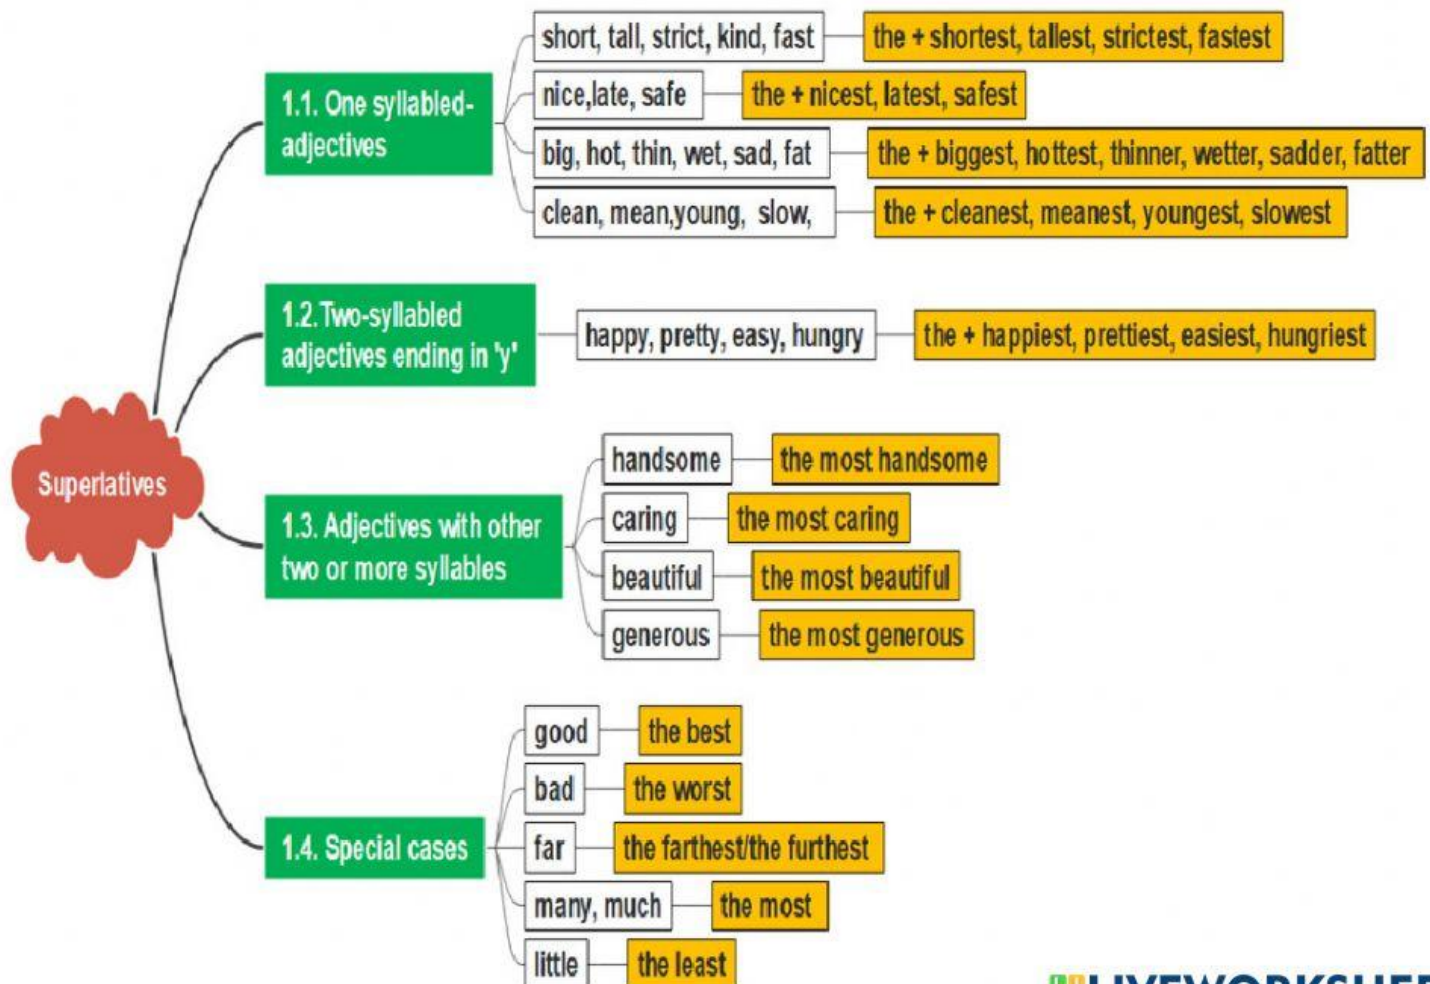 Superlatives
1.1. One syllabled-
adjectives
short, tall, strict, kind, fast
the + shortest, tallest, strictest, fastest
nice,late, safe
the + nicest, latest, safest
big, hot, thin, wet, sad, fat
the + biggest, hottest, thinner, wetter, sadder, fatter
clean, mean,young, slow,
the + cleanest, meanest, youngest, slowest
1.2.Two-syllabled
adjectives ending in 'y'
happy, pretty, easy, hungry
the + happiest, prettiest, easiest, hungriest
1.3. Adjectives with other
two or more syllables
handsome
the most handsome
caring
the most caring
beautiful
the most beautiful
generous
the most generous
1.4. Special cases
good
the best
bad
the worst
far
the farthest/the furthest
many, much
the most
little
the least